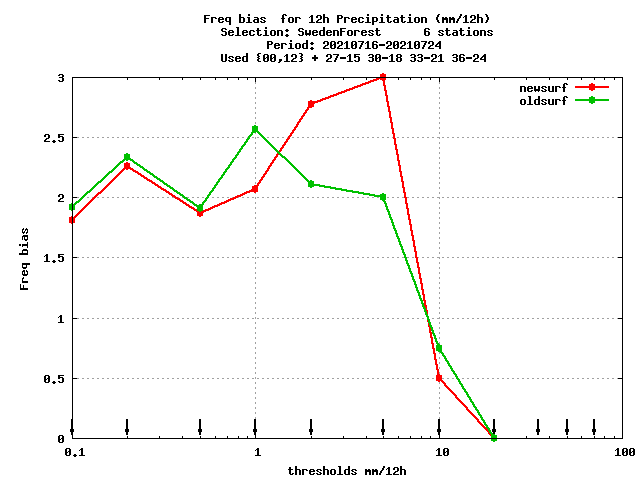 Freq bias  for 12h Precipitation (mm/12h)
Selection: SwedenForest      6 stations
Period: 20210716-20210724
Used {00,12} + 27-15 30-18 33-21 36-24
newsurf
oldsurf
3
2.5
2
1.5
1
0.5
0
Freq bias
0.1 1 10 100
thresholds mm/12h